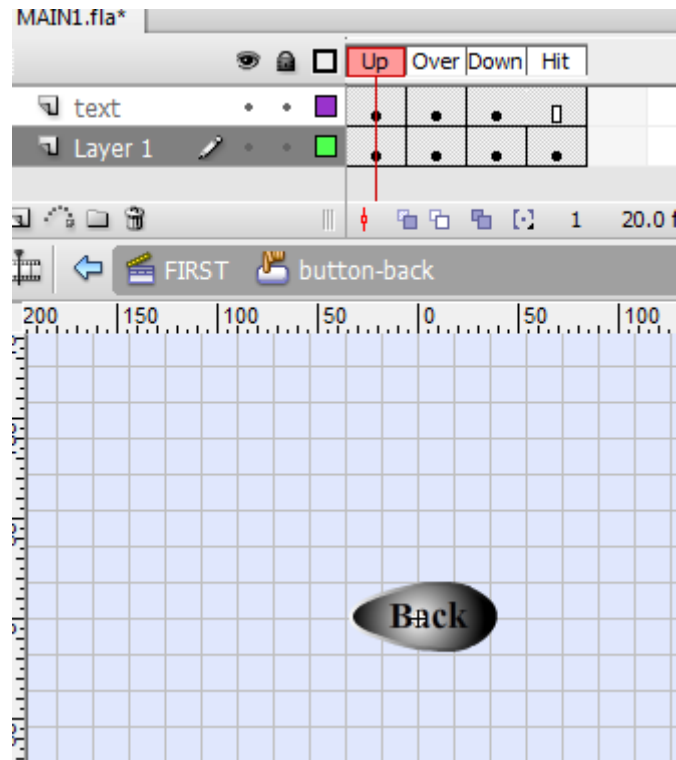 MAIN1.fla*
Up Over Down Hit
text
Layer 1
1 20.0 f
FIRST button-back
200 150 100 50 0 50 100
Back